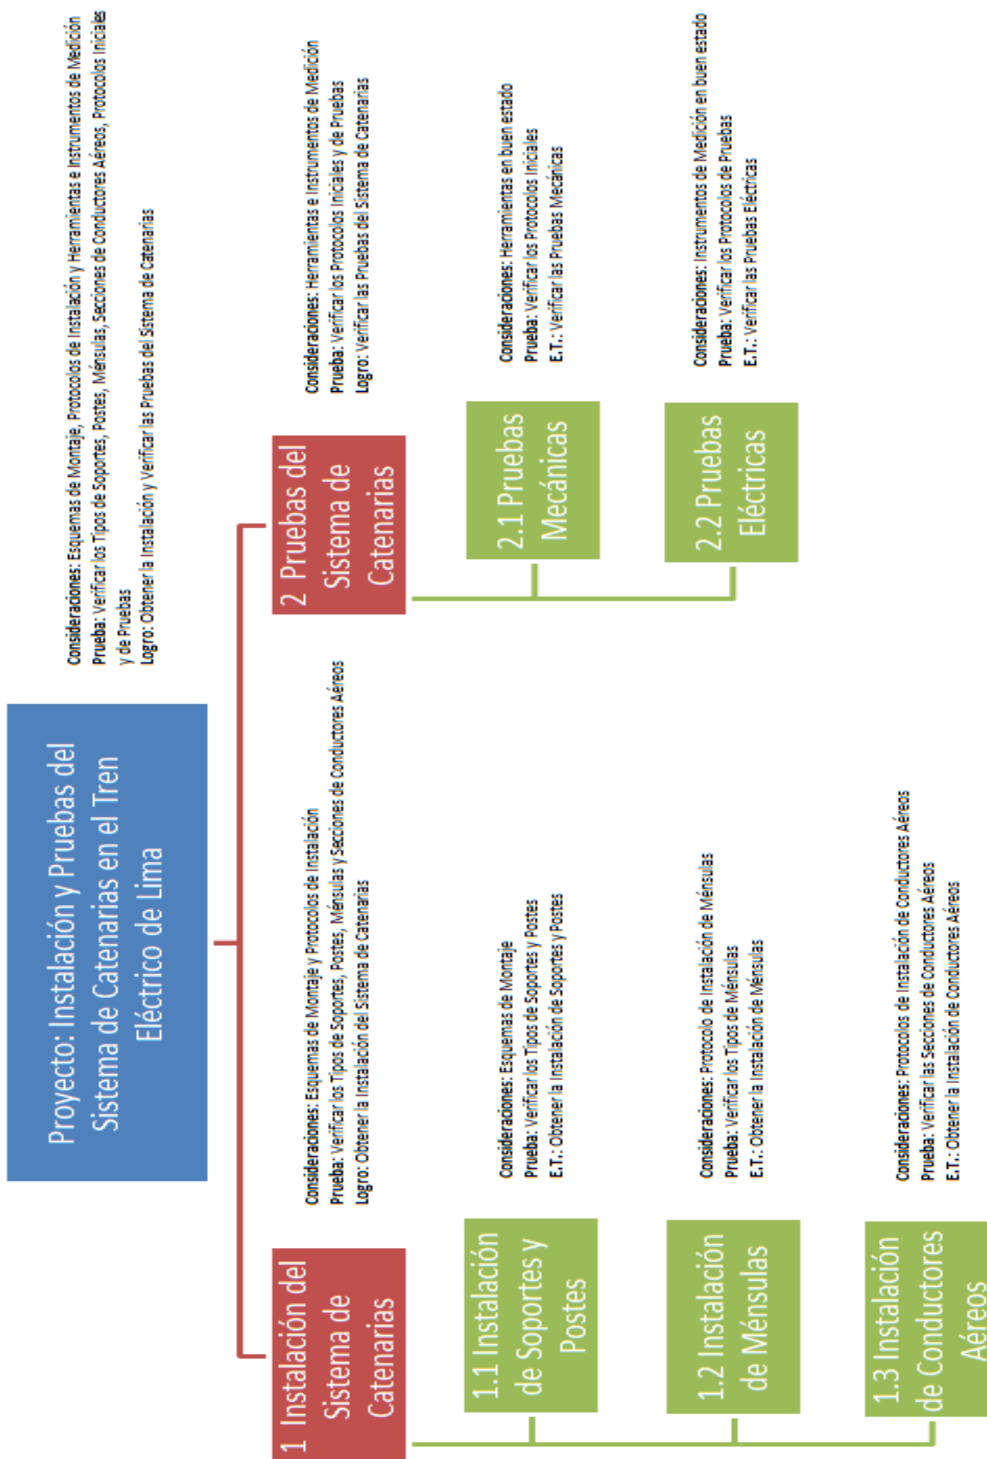 Proyecto: Instalación y Pruebas del
Sistema de Catenarias en el Tren
Eléctrico de Lima
Consideraciones: Esquemas de Montaje, Protocolos de Instalación y Herramientas e Instrumentos de Medición
Prueba: Verificar los Tipos de Soportes, Postes, Ménsulas, Secciones de Conductores Aéreos, Protocolos Iniciales
y de Pruebas
Logro: Obtener la Instalación y Verificar las Pruebas del Sistema de Catenarias
1 Instalación del
Sistema de
Catenarias
Consideraciones: Esquemas de Montaje y Protocolos de Instalación
Prueba: Verificar los Tipos de Soportes, Postes, Ménsulas y Secciones de Conductores Aéreos
Logro: Obtener la Instalación del Sistema de Catenarias
1.1 Instalación
de Soportes y
Postes
Consideraciones: Esquemas de Montaje
Prueba: Verificar los Tipos de Soportes y Postes
E.T.: Obtener la Instalación de Soportes y Postes
1.2 Instalación
de Ménsulas
Consideraciones: Protocolo de Instalación de Ménsulas
Prueba: Verificar los Tipos de Ménsulas
E.T.: Obtener la Instalación de Ménsulas
1.3 Instalación
de Conductores
Aéreos
Consideraciones: Protocolos de Instalación de Conductores Aéreos
Prueba: Verificar las Secciones de Conductores Aéreos
E.T.: Obtener la Instalación de Conductores Aéreos
2 Pruebas del
Sistema de
Catenarias
Consideraciones: Herramientas e Instrumentos de Medición
Prueba: Verificar los Protocolos Iniciales y de Pruebas
Logro: Verificar las Pruebas del Sistema de Catenarias
2.1 Pruebas
Mecánicas
Consideraciones: Herramientas en buen estado
Prueba: Verificar los Protocolos Iniciales
E.T.: Verificar las Pruebas Mecánicas
2.2 Pruebas
Eléctricas
Consideraciones: Instrumentos de Medición en buen estado
Prueba: Verificar los Protocolos de Pruebas
E.T.: Verificar las Pruebas Eléctricas